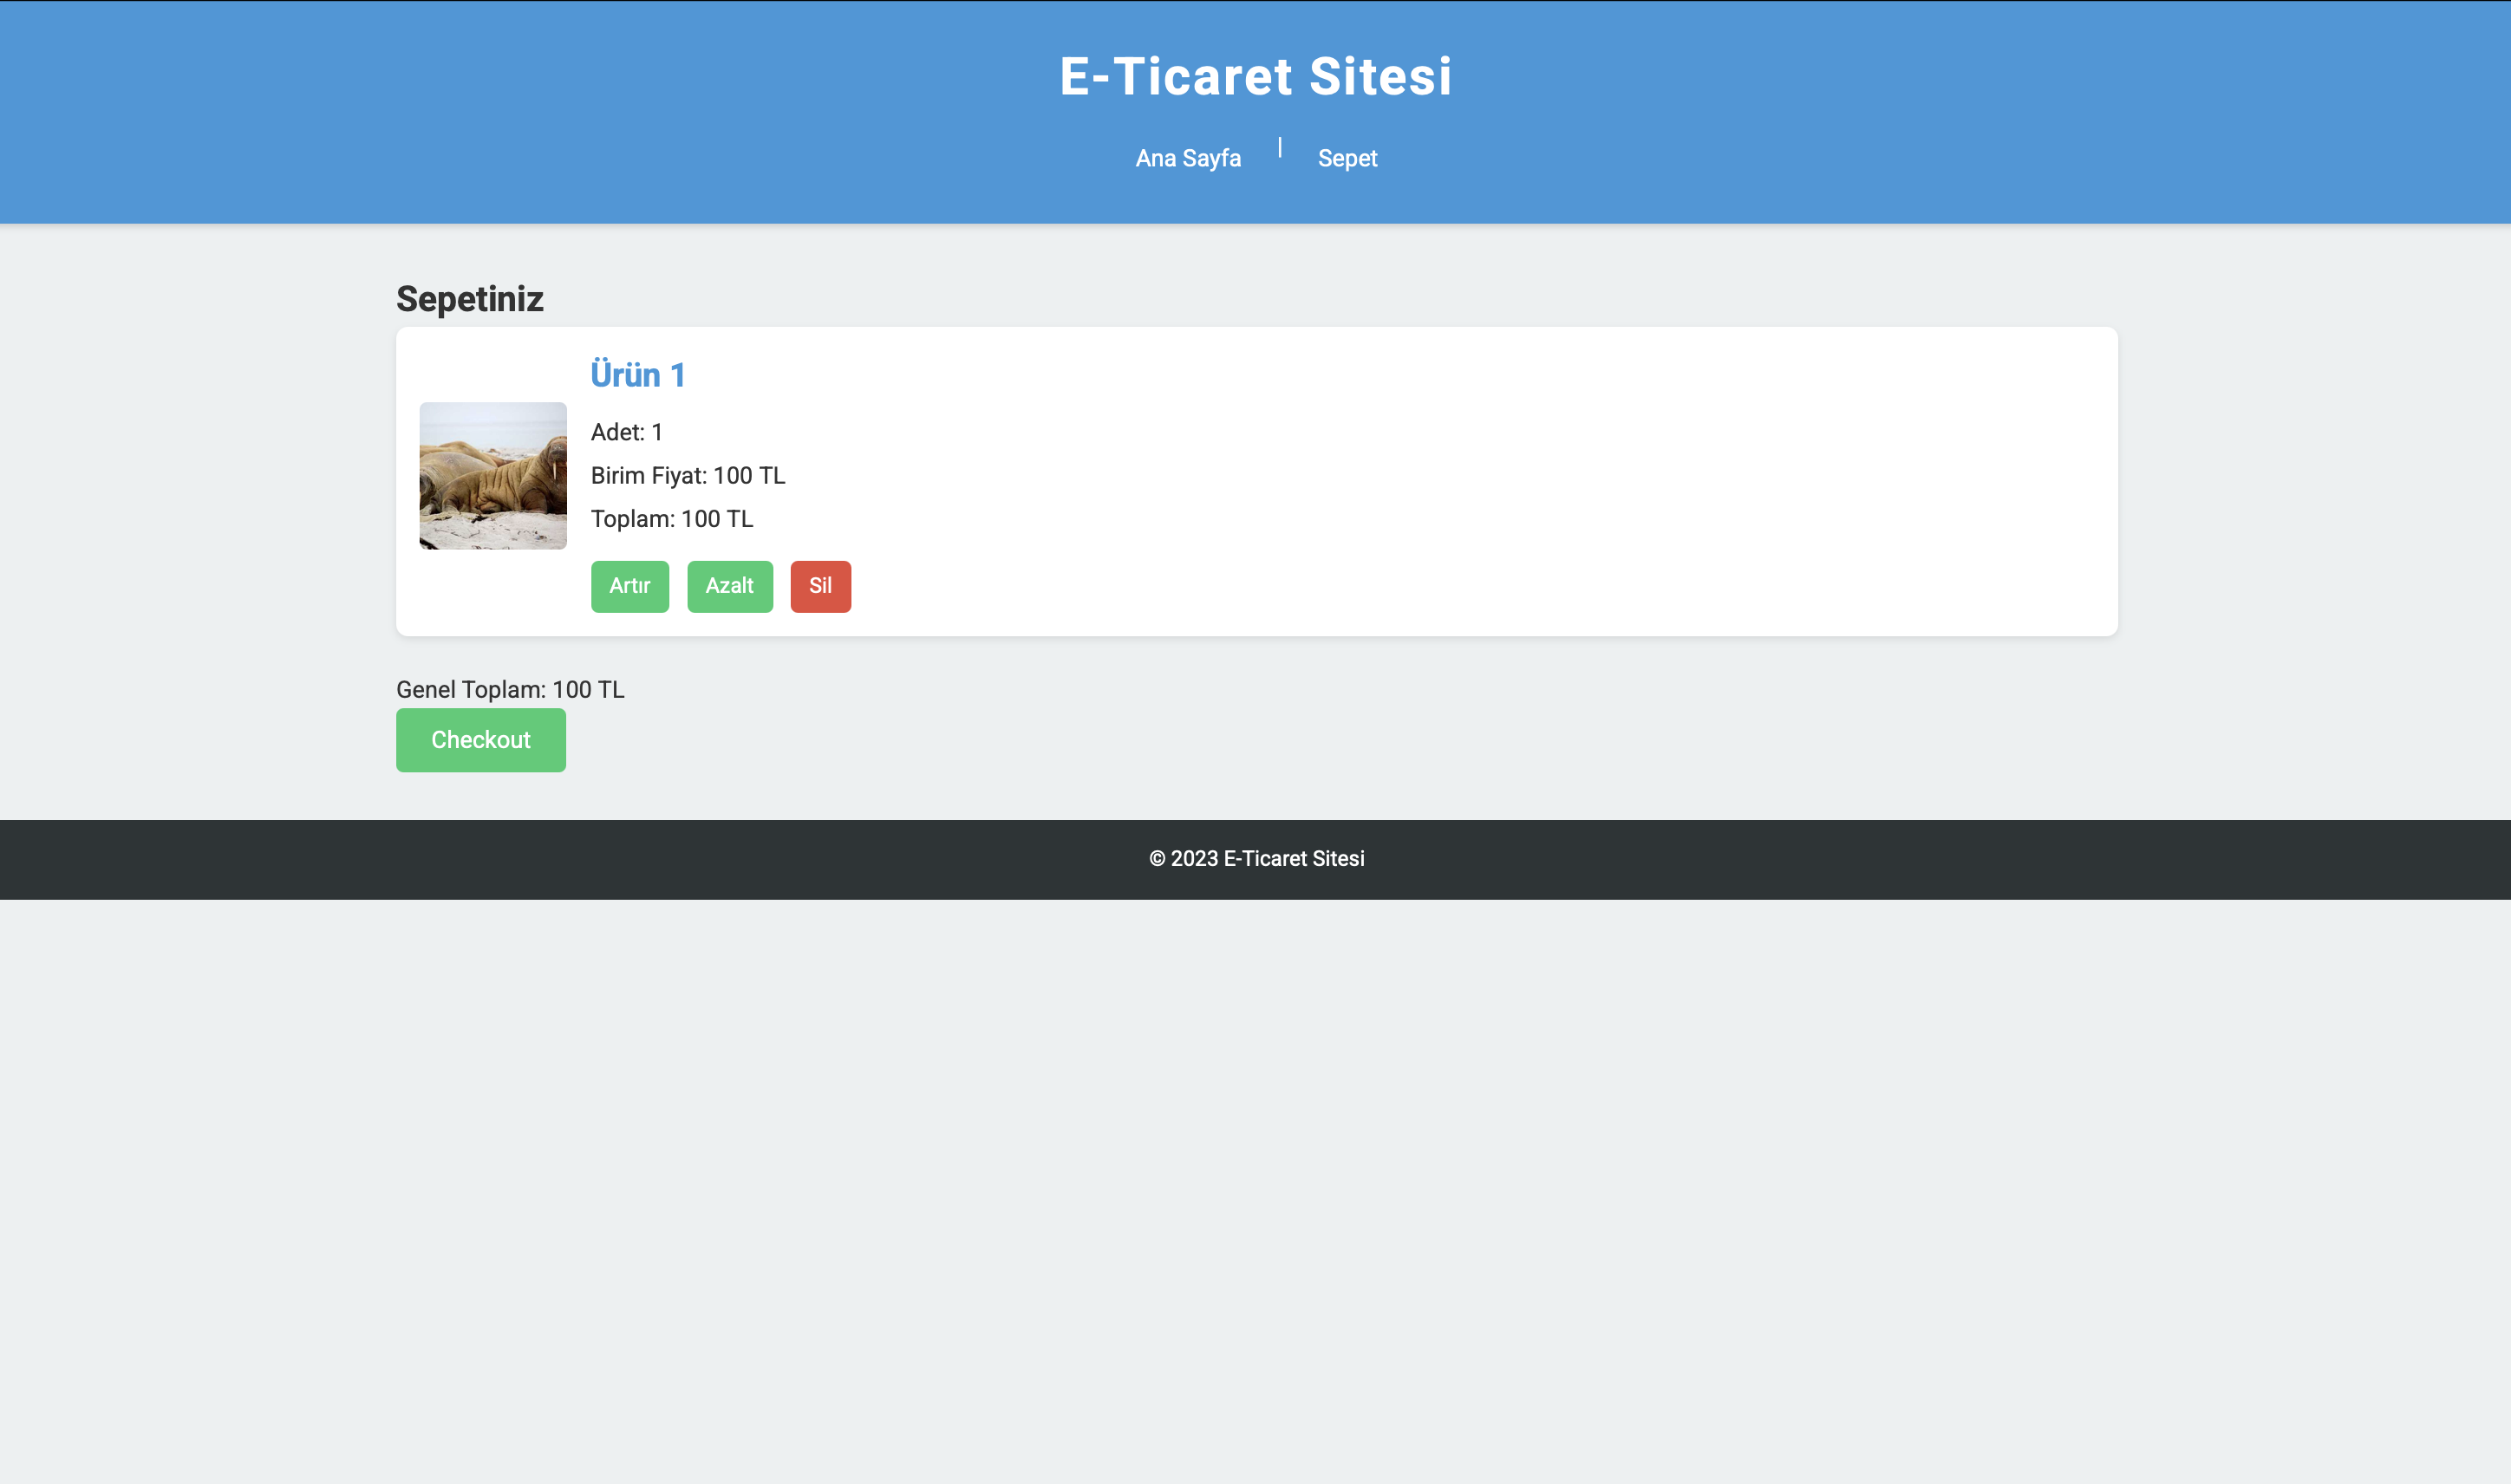 E-Ticaret Sitesi
Ana Sayfa | Sepet
Sepetiniz
Ürün 1
Adet: 1
Birim Fiyat: 100 TL
Toplam: 100 TL
Artır Azalt Sil
Genel Toplam: 100 TL
Checkout
© 2023 E-Ticaret Sitesi